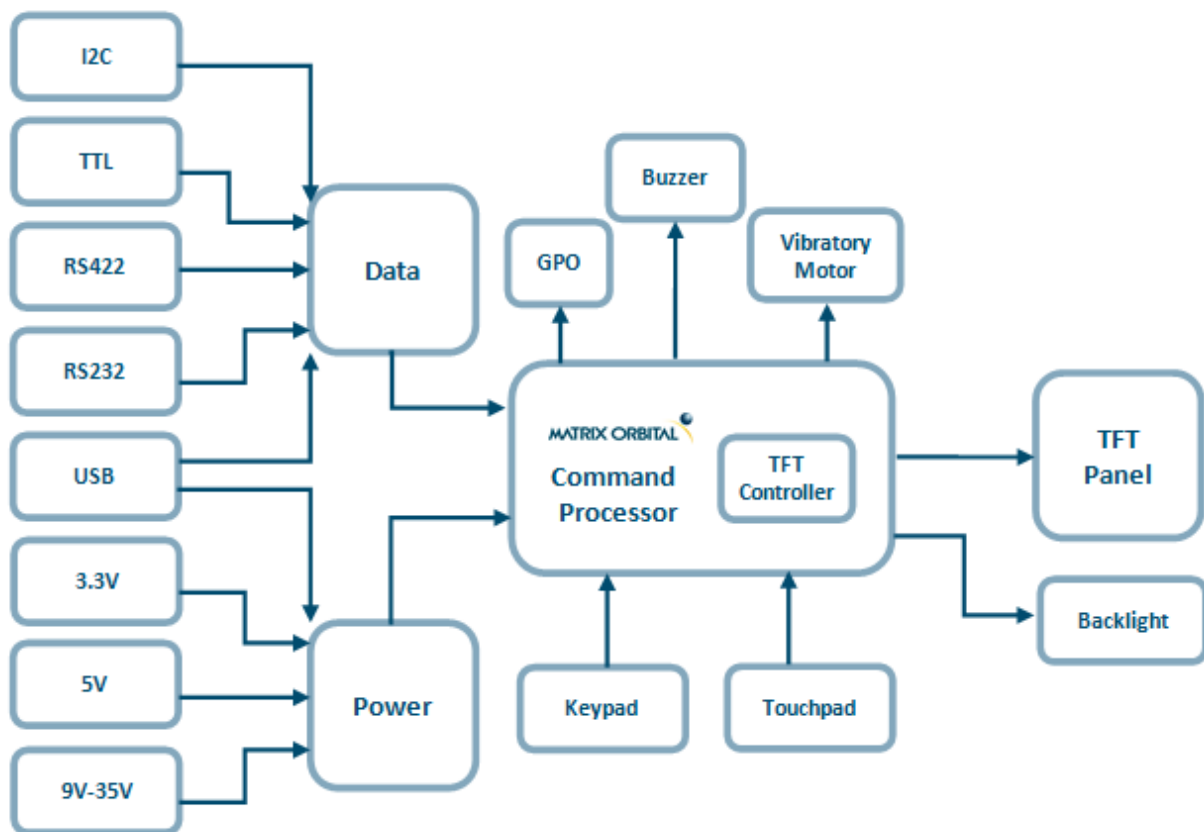 I2C
TTL
RS422
RS232
USB
3.3V
5V
9V-35V
Data
Power
GPO
Buzzer
Vibratory
Motor
MATRIX ORBITAL
Command
Processor
TFT
Controller
Keypad
Touchpad
TFT
Panel
Backlight